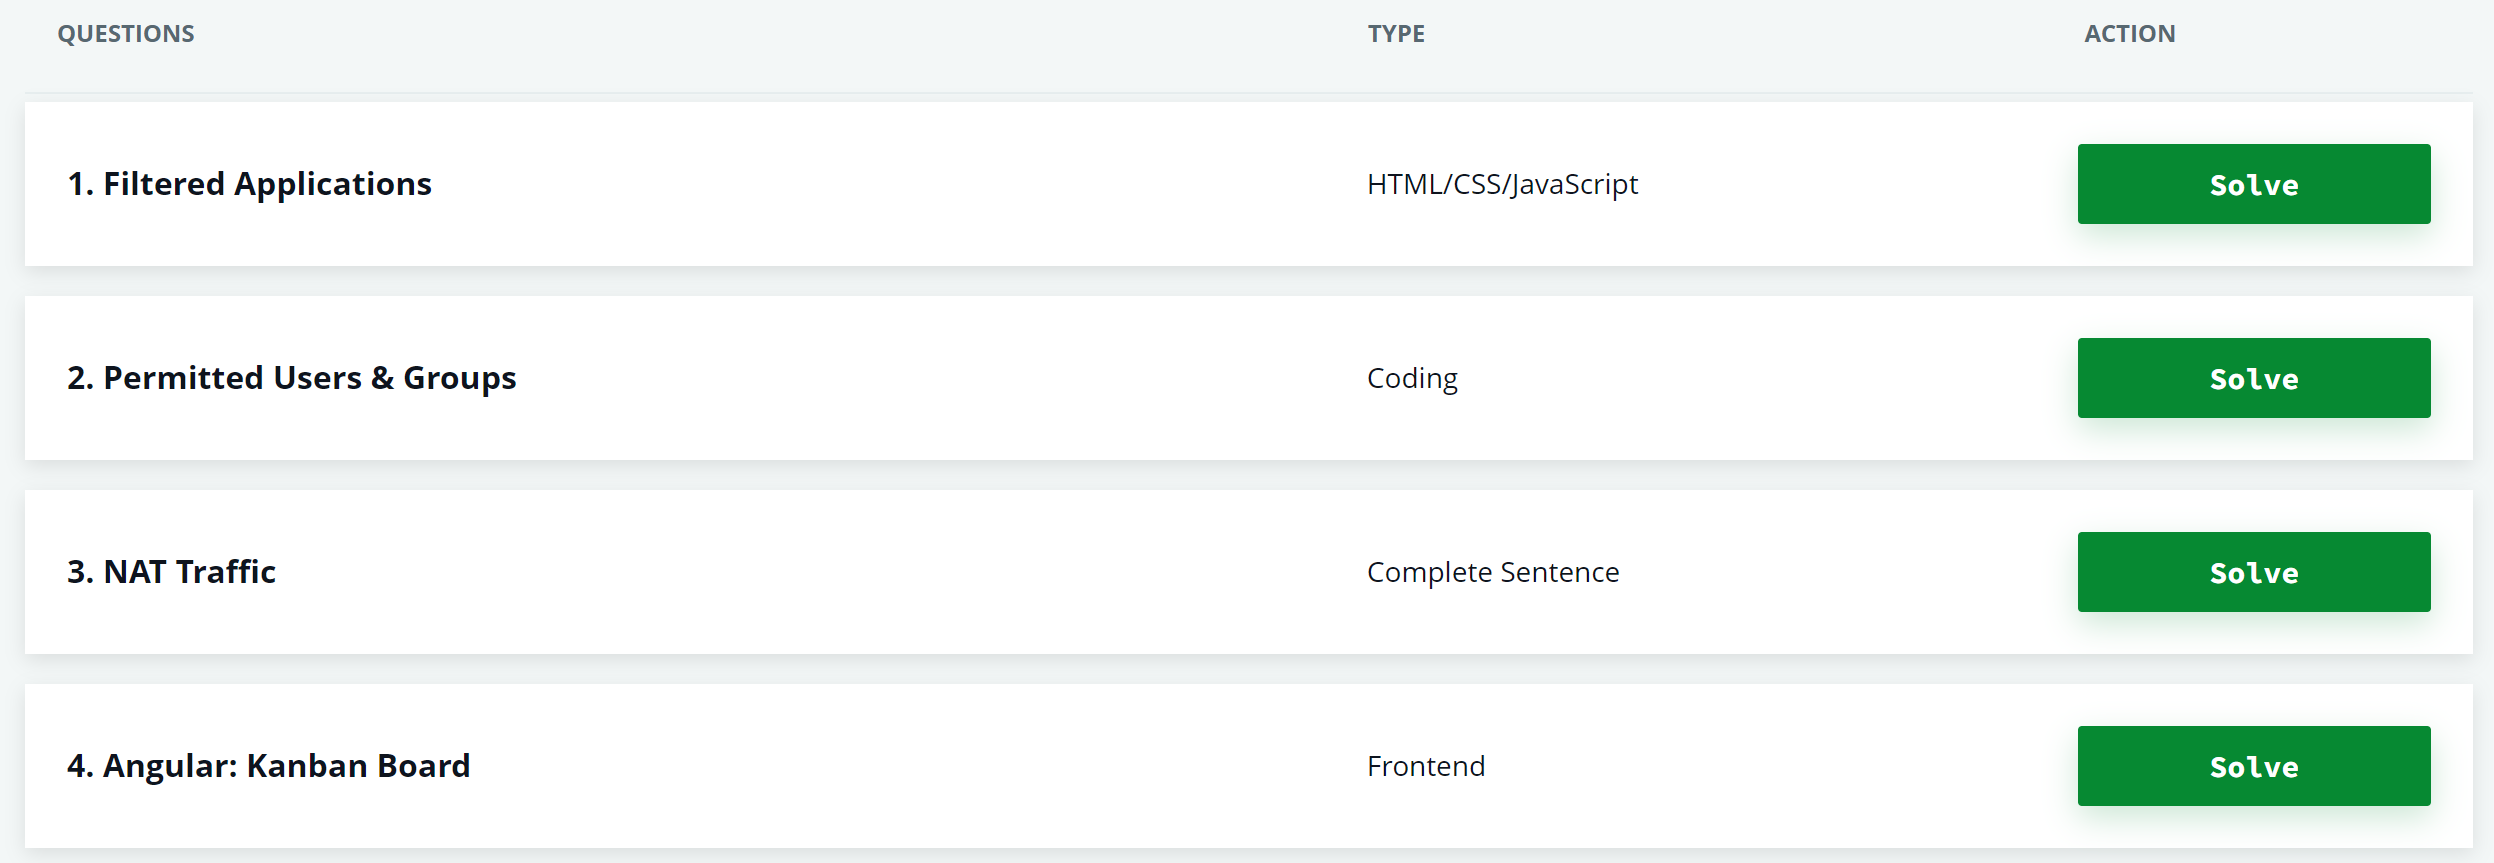 QUESTIONS TYPE ACTION
1. Filtered Applications HTML/CSS/JavaScript Solve
2. Permitted Users & Groups Coding Solve
3. NAT Traffic Complete Sentence Solve
4. Angular: Kanban Board Frontend Solve